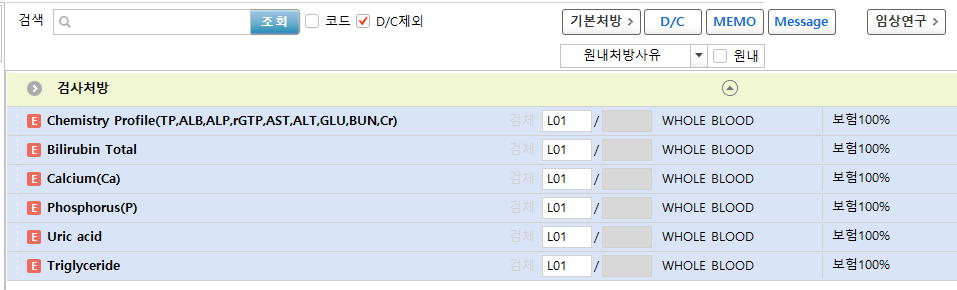 검색 조회 코드 D/C제외 기본처방 D/C MEMO Message 임상연구
원내처방사유 원내
검사처방
E Chemistry Profile(TP,ALB,ALP,rGTP,AST,ALT,GLU,BUN,Cr) 검체 L01 / WHOLE BLOOD 보험100%
E Bilirubin Total 검체 L01 / WHOLE BLOOD 보험100%
E Calcium(Ca) 검체 L01 / WHOLE BLOOD 보험100%
E Phosphorus(P) 검체 L01 / WHOLE BLOOD 보험100%
E Uric acid 검체 L01 / WHOLE BLOOD 보험100%
E Triglyceride 검체 L01 / WHOLE BLOOD 보험100%